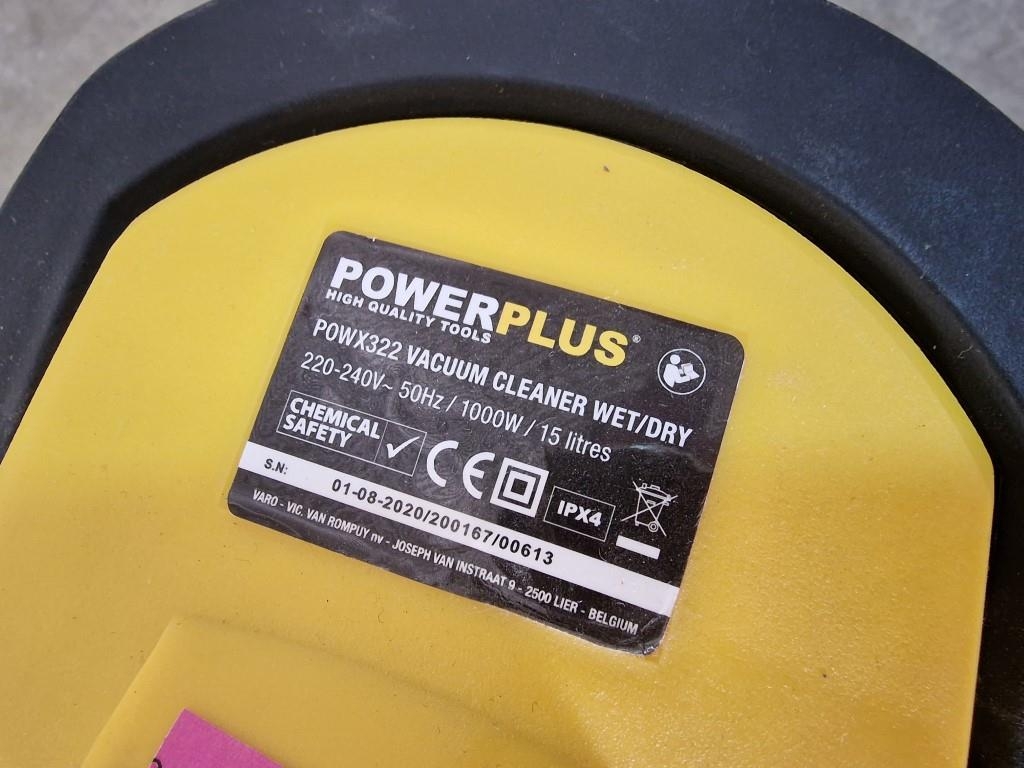 POWERPLUS®
HIGH QUALITY TOOLS
POWX322 VACUUM CLEANER WET/DRY
220-240V~ 50Hz / 1000W / 15 litres
CHEMICAL
SAFETY
CE
IPX4
S.N:
01-08-2020/200167/00613
VARO - VIC. VAN ROMPUY nv - JOSEPH VAN INSTRAAT 9 - 2500 LIER - BELGIUM